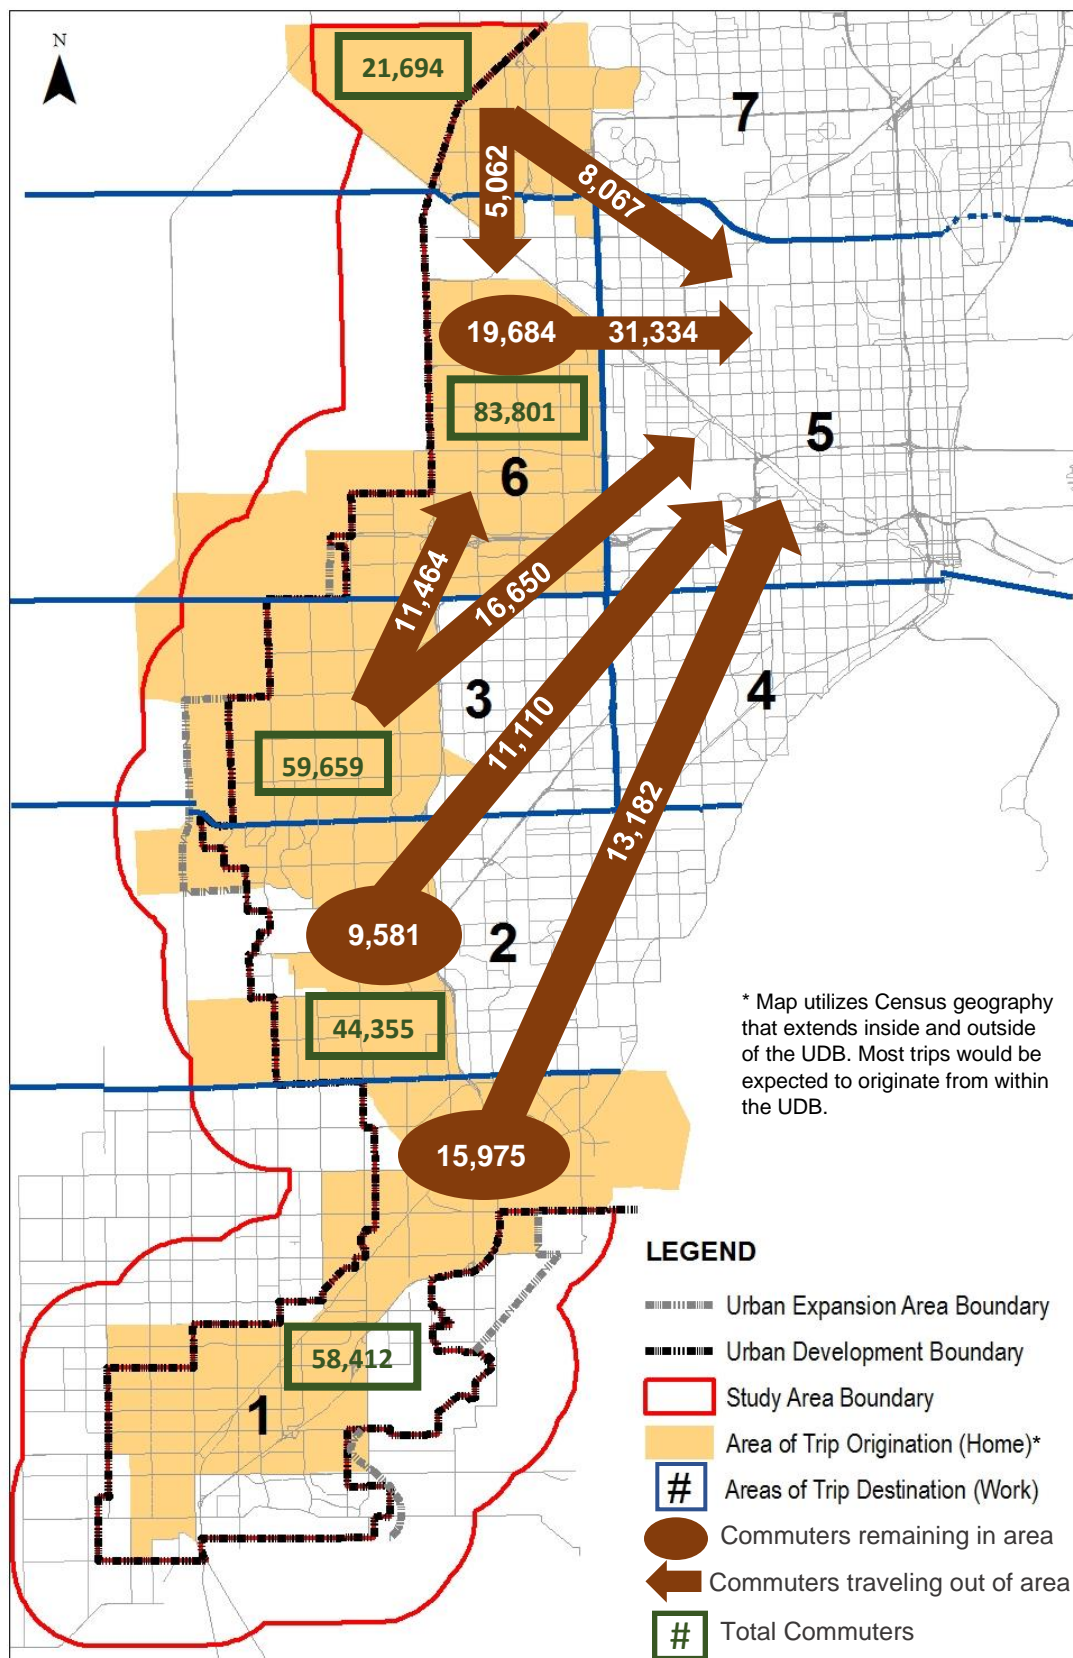 N
21,694
7
5,062
8,067
19,684
31,334
83,801
5
6
11,464
16,650
3
4
11,110
59,659
13,182
9,581
2
44,355
* Map utilizes Census geography
that extends inside and outside
of the UDB. Most trips would be
expected to originate from within
the UDB.
15,975
58,412
1
LEGEND
Urban Expansion Area Boundary
Urban Development Boundary
Study Area Boundary
Area of Trip Origination (Home)*
# Areas of Trip Destination (Work)
Commuters remaining in area
Commuters traveling out of area
# Total Commuters